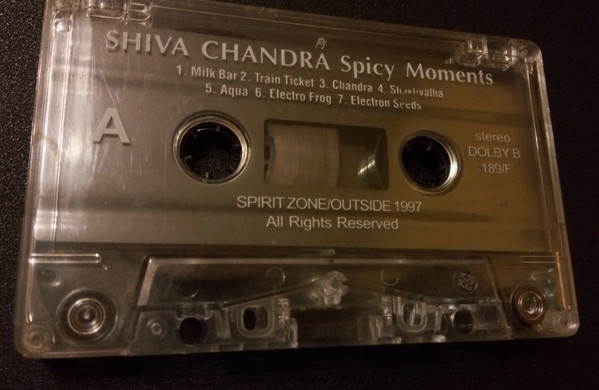 SHIVA CHANDRA Spicy Moments
1. Milk Bar 2. Train Ticket 3. Chandra 4.
5. Aqua 6. Electro Frog 7. Electron Seeds
A
stereo
DOLBY B
189/F
SPIRIT ZONE/OUTSIDE 1997
All Rights Reserved